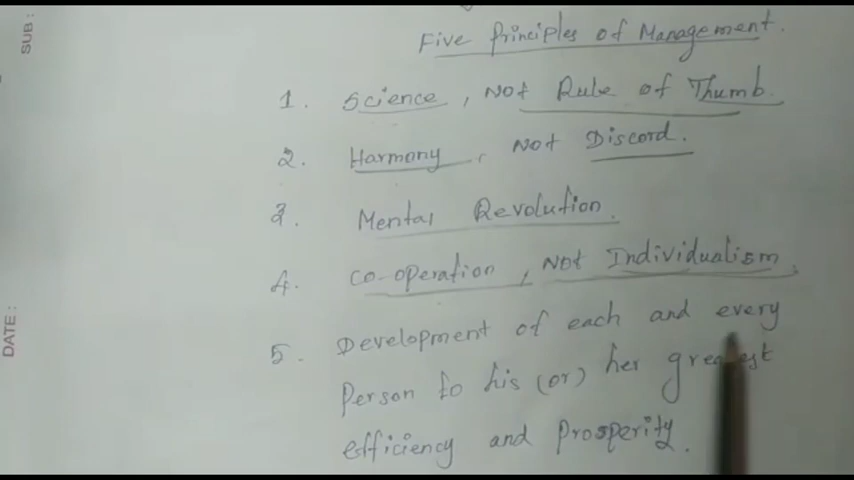 SUB :
Five Principles of Management.
1. Science, Not Rule of Thumb.
2. Harmony, Not Discord.
3. Mental Revolution.
4. Co-operation, Not Individualism,
DATE :
5. Development of each and every
Person to his (or) her greatest
efficiency and Prosperity.